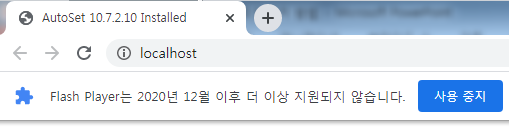 AutoSet 10.7.2.10 Installed
localhost
Flash Player는 2020년 12월 이후 더 이상 지원되지 않습니다. 사용 중지